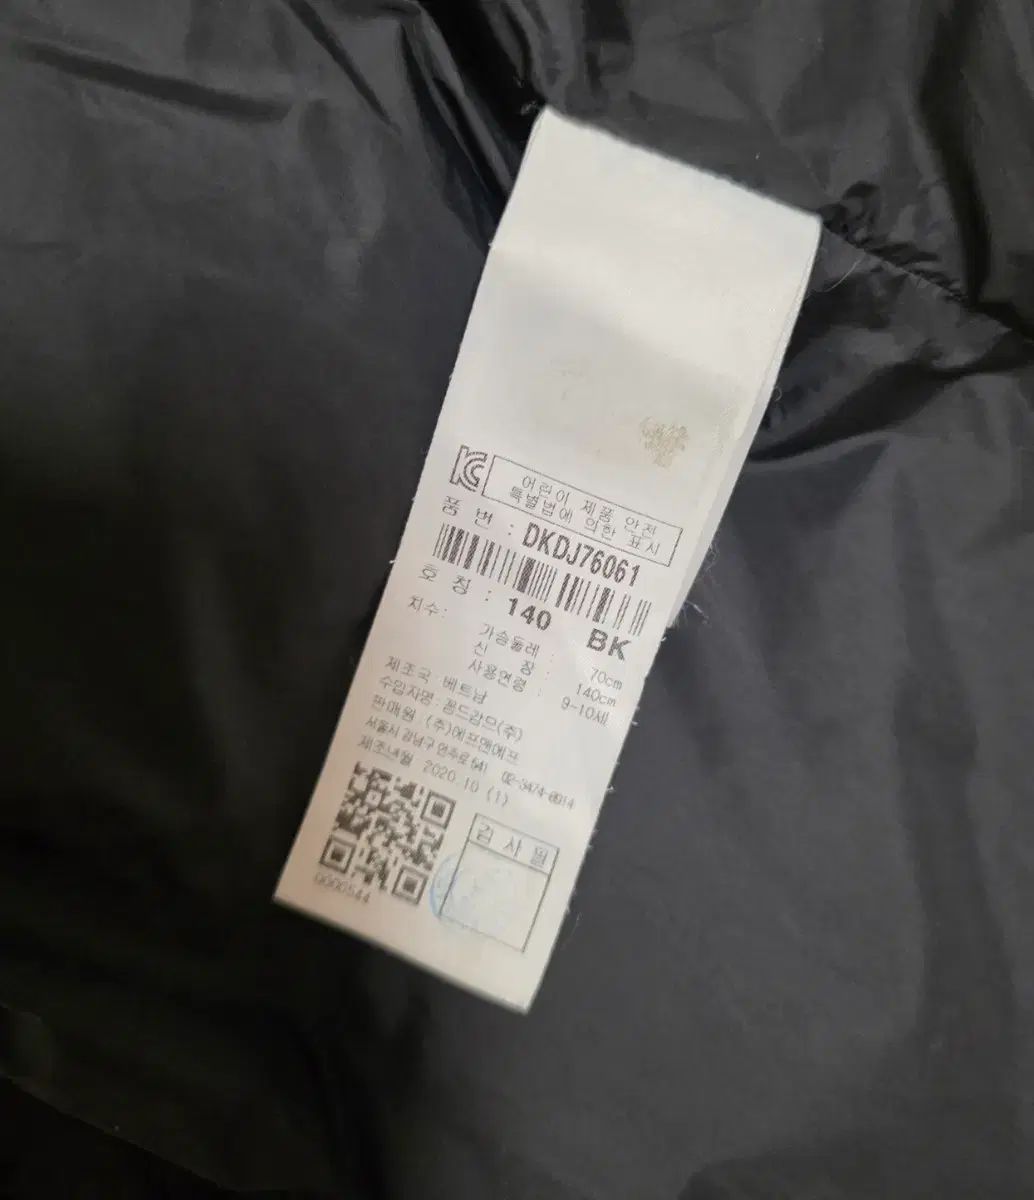 KC 어린이 제품 안전
특별법에 의한 표시
품 번 : DKDJ76061
호 칭 : 140 BK
치수: 가슴둘레 : 70cm
신 장 : 140cm
사용연령 : 9-10세
제조국 : 베트남
수입자명 : 꿈드감므(주)
판매원 (주)에프앤에프
서울시 강남구 언주로 541 02-3474-8014
제조년월 2020.10 (1)
검 사 필
0000544